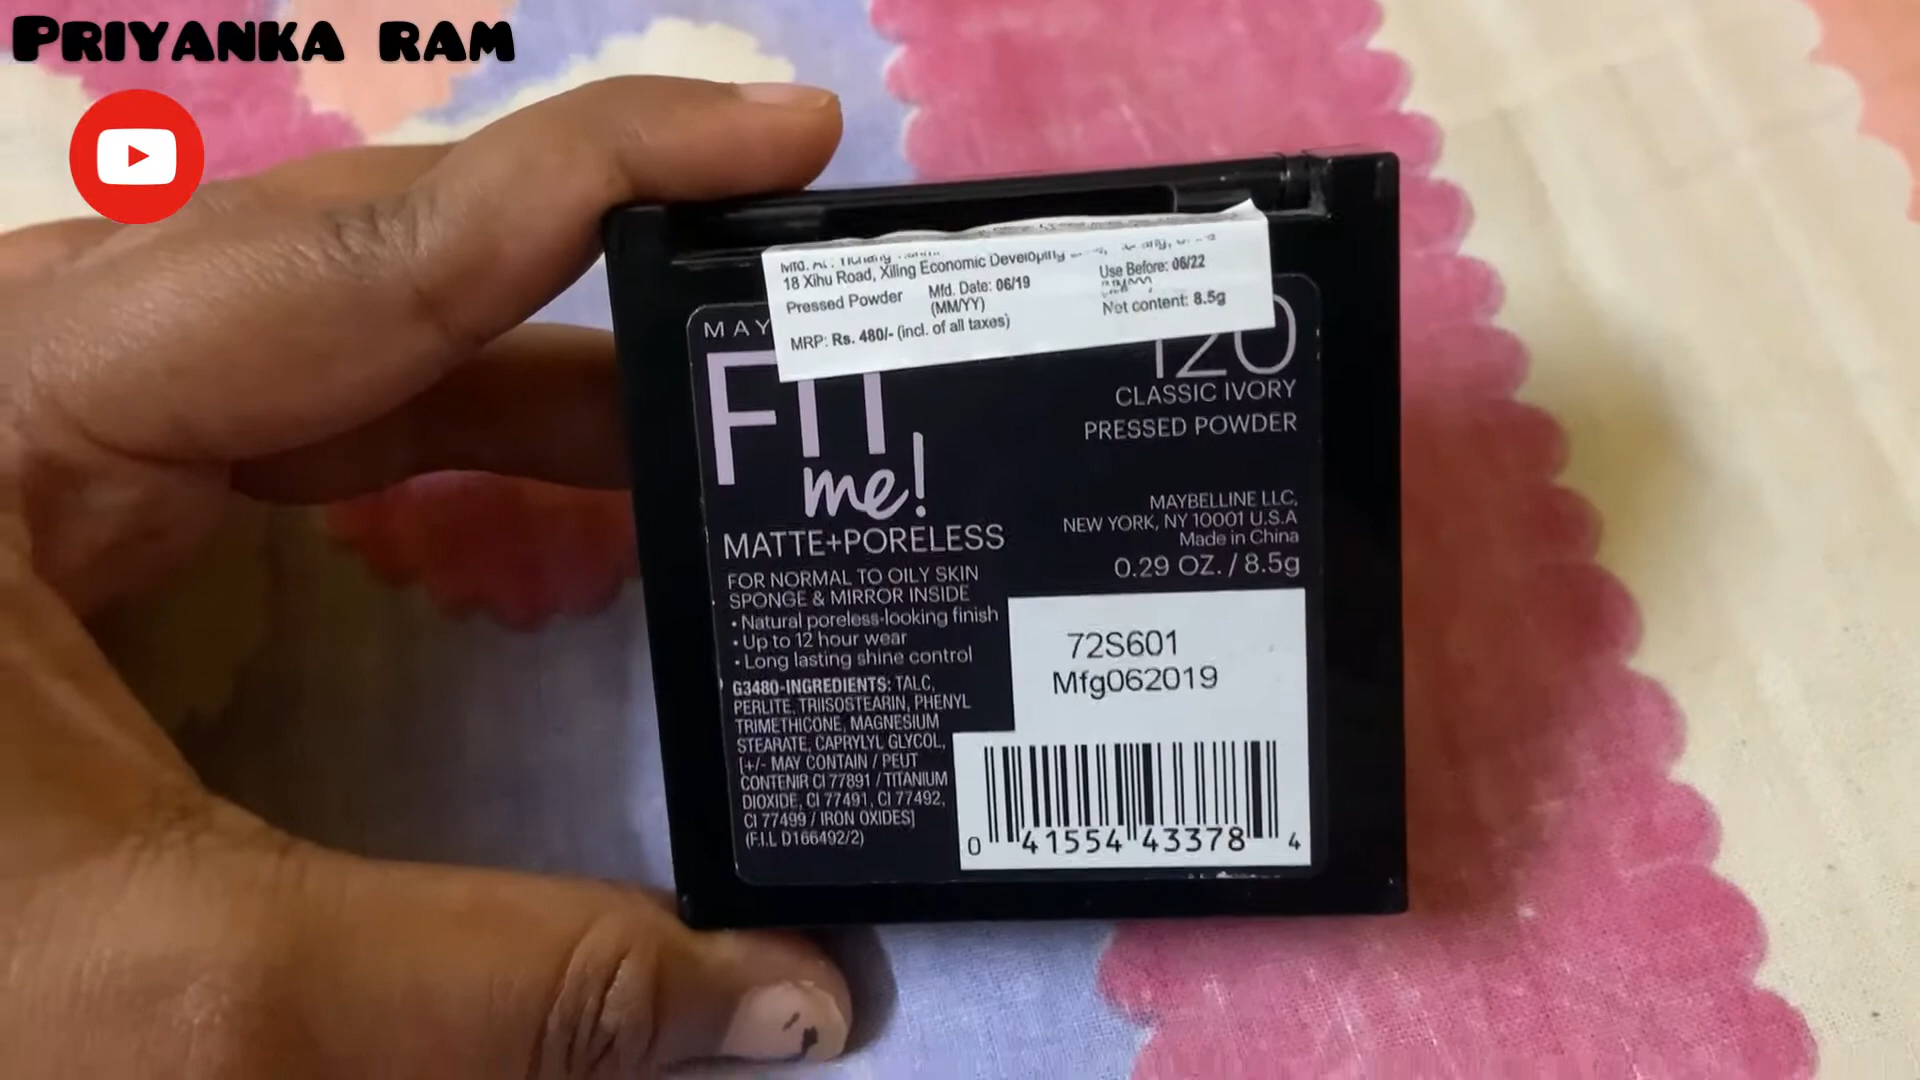 PRIYANKA RAM
18 Xihu Road, Xiling Economic Developing
Pressed Powder
Mfd. Date: 06/19
(MM/YY)
Use Before: 06/22
Net content: 8.5g
MRP: Rs. 480/- (incl. of all taxes)
MAY
FIT
me!
MATTE+PORELESS
FOR NORMAL TO OILY SKIN
SPONGE & MIRROR INSIDE
• Natural poreless-looking finish
• Up to 12 hour wear
• Long lasting shine control
G3480-INGREDIENTS: TALC,
PERLITE, TRIISOSTEARIN, PHENYL
TRIMETHICONE, MAGNESIUM
STEARATE, CAPRYLYL GLYCOL,
[+/- MAY CONTAIN / PEUT
CONTENIR CI 77891 / TITANIUM
DIOXIDE, CI 77491, CI 77492,
CI 77499 / IRON OXIDES]
(F.I.L D166492/2)
120
CLASSIC IVORY
PRESSED POWDER
MAYBELLINE LLC,
NEW YORK, NY 10001 U.S.A
Made in China
0.29 OZ. / 8.5g
72S601
Mfg062019
0 41554 43378 4